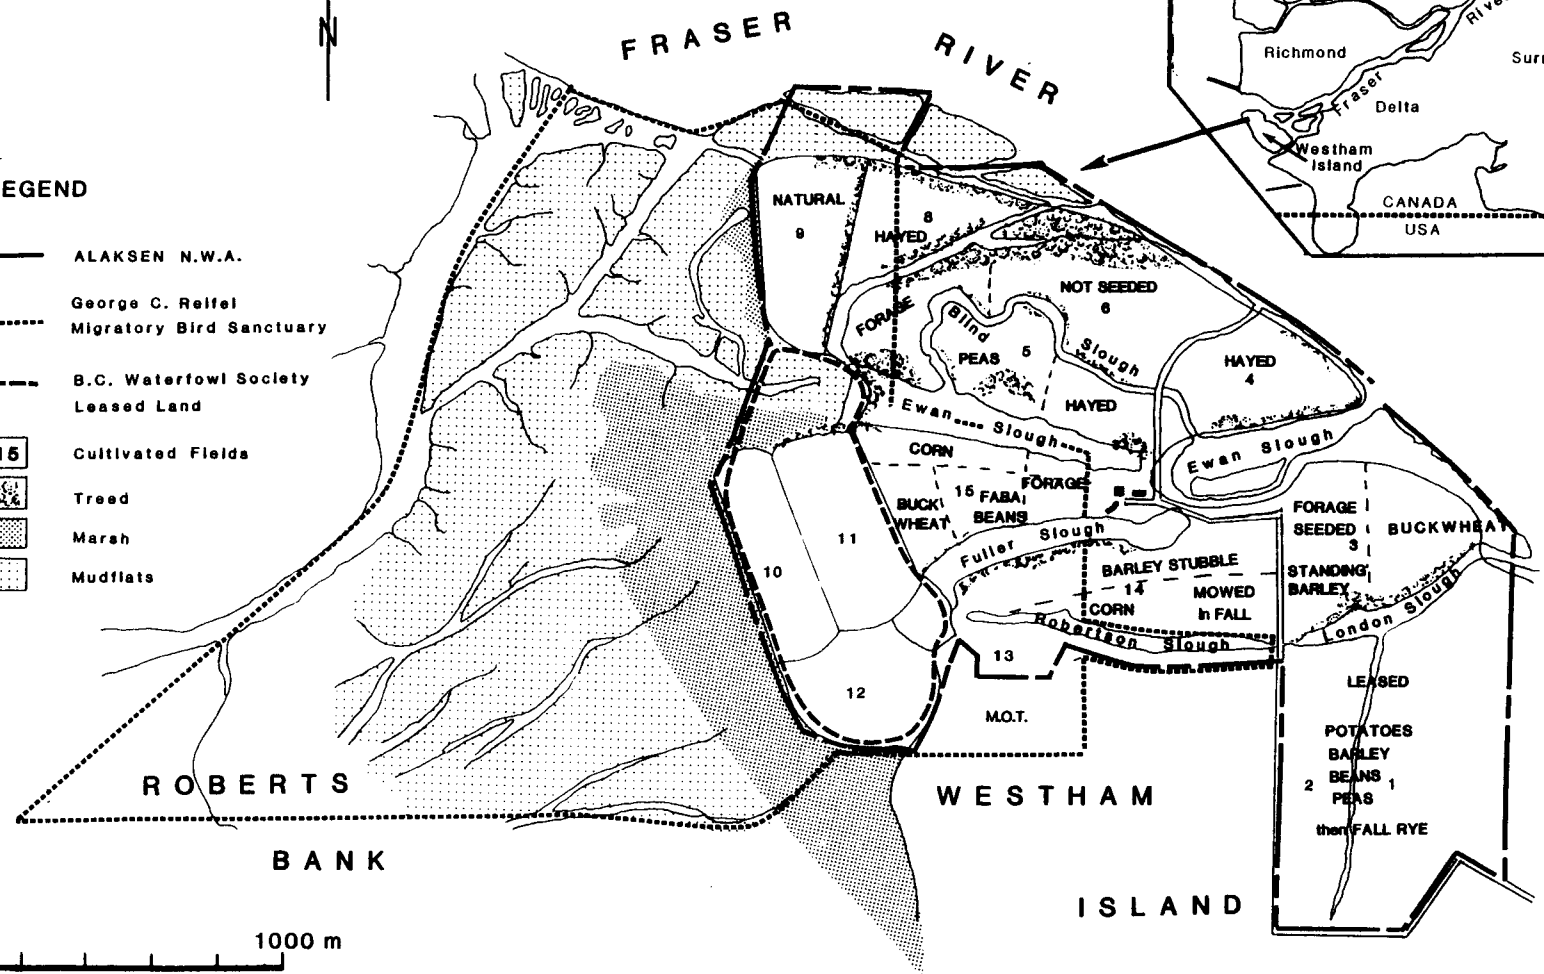 N
FRASER
RIVER
Richmond
River
Surr
Fraser
Delta
Westham
Island
CANADA
USA
EGEND
ALAKSEN N.W.A.
George C. Reifel
Migratory Bird Sanctuary
B.C. Waterfowl Society
Leased Land
15
Cultivated Fields
Treed
Marsh
Mudflats
NATURAL
9
8
HAYED
NOT SEEDED
6
FORAGE
Blind
Slough
PEAS
5
HAYED
4
HAYED
Ewan
Slough
Ewan Slough
CORN
FORAGE
15
FABA
BEANS
BUCK
WHEAT
FORAGE
SEEDED
3
BUCKWHEAT
Fuller Slough
11
10
BARLEY STUBBLE
14
STANDING
BARLEY
MOWED
in FALL
CORN
London Slough
Robertson Slough
13
12
M.O.T.
LEASED
POTATOES
BARLEY
BEANS
2
1
PEAS
then FALL RYE
ROBERTS
BANK
WESTHAM
ISLAND
1000 m